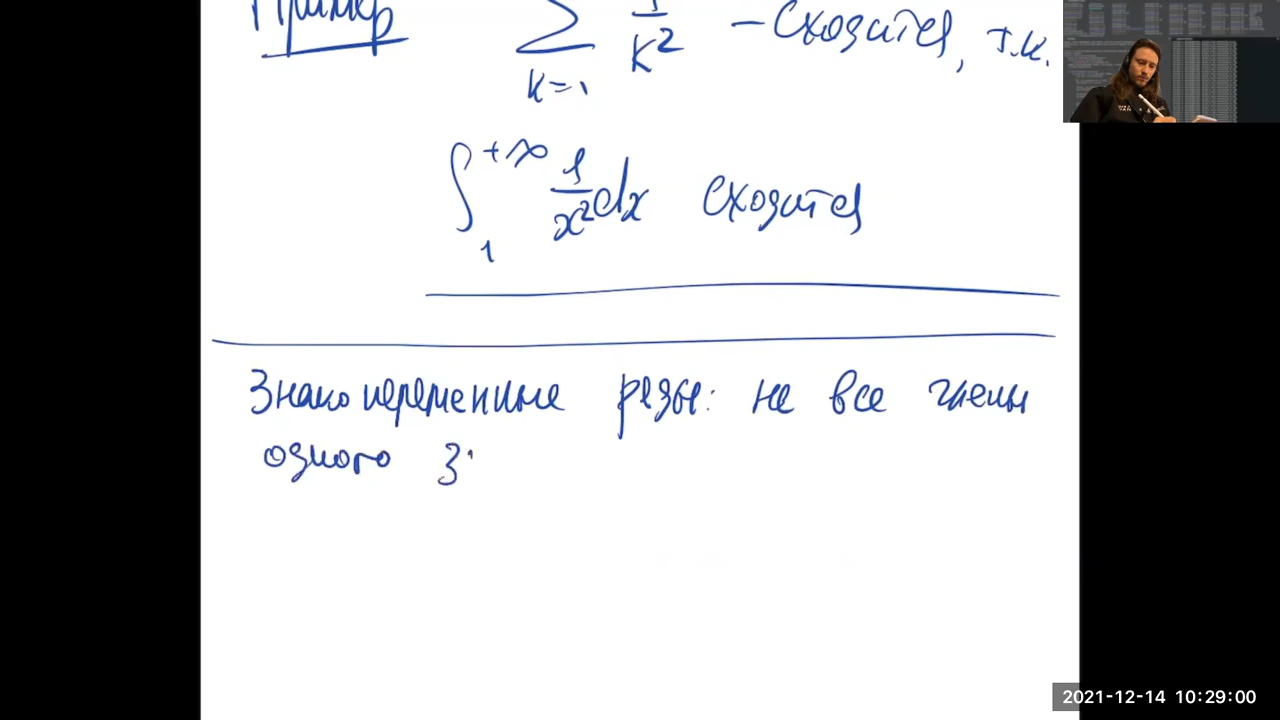 Пример ∑ 1/k² – сходится, т.к.
k=1
∫₁^{+∞} 1/x² dx сходится
Знакопеременные ряды: не все члены
одного з
2021-12-14 10:29:00